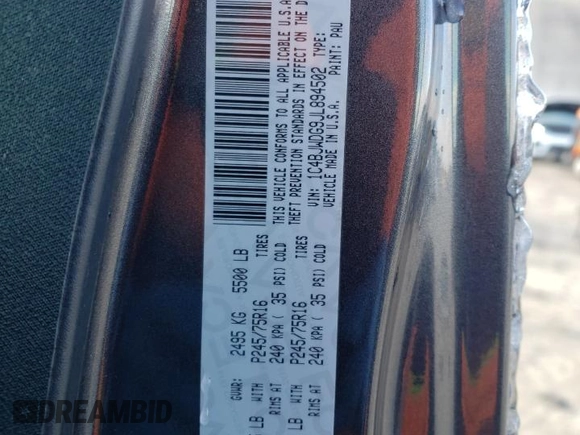 GVWR: 2495 KG 5500 LB
LB WITH P245/75R16 TIRES
RIMS AT 240 KPA ( 35 PSI) COLD
LB WITH P245/75R16 TIRES
RIMS AT 240 KPA ( 35 PSI) COLD
THIS VEHICLE CONFORMS TO ALL APPLICABLE U.S.A.
THEFT PREVENTION STANDARDS IN EFFECT ON THE D
VIN: 1C4BJWDG9JL894502 TYPE:
VEHICLE MADE IN U.S.A. PAINT: PAU
DREAMBID